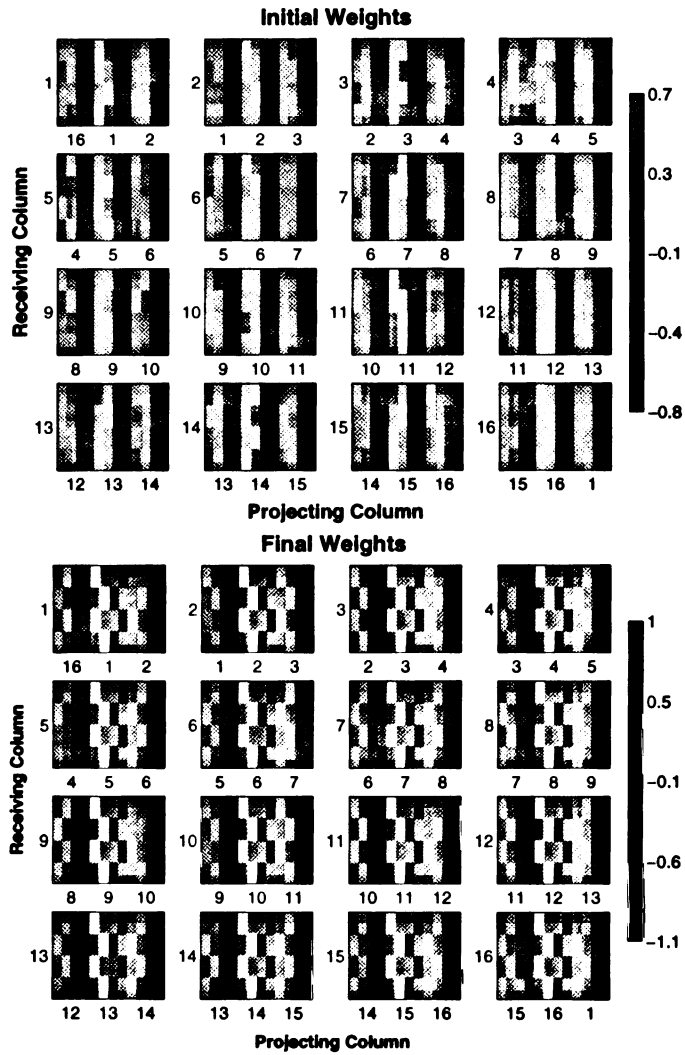 Initial Weights
1 2 3 4
16 1 2 1 2 3 2 3 4 3 4 5
5 6 7 8
4 5 6 5 6 7 6 7 8 7 8 9
9 10 11 12
8 9 10 9 10 11 10 11 12 11 12 13
13 14 15 16
12 13 14 13 14 15 14 15 16 15 16 1
Receiving Column
Projecting Column
0.7
0.3
-0.1
-0.4
-0.8
Final Weights
1 2 3 4
16 1 2 1 2 3 2 3 4 3 4 5
5 6 7 8
4 5 6 5 6 7 6 7 8 7 8 9
9 10 11 12
8 9 10 9 10 11 10 11 12 11 12 13
13 14 15 16
12 13 14 13 14 15 14 15 16 15 16 1
Receiving Column
Projecting Column
1
0.5
-0.1
-0.6
-1.1